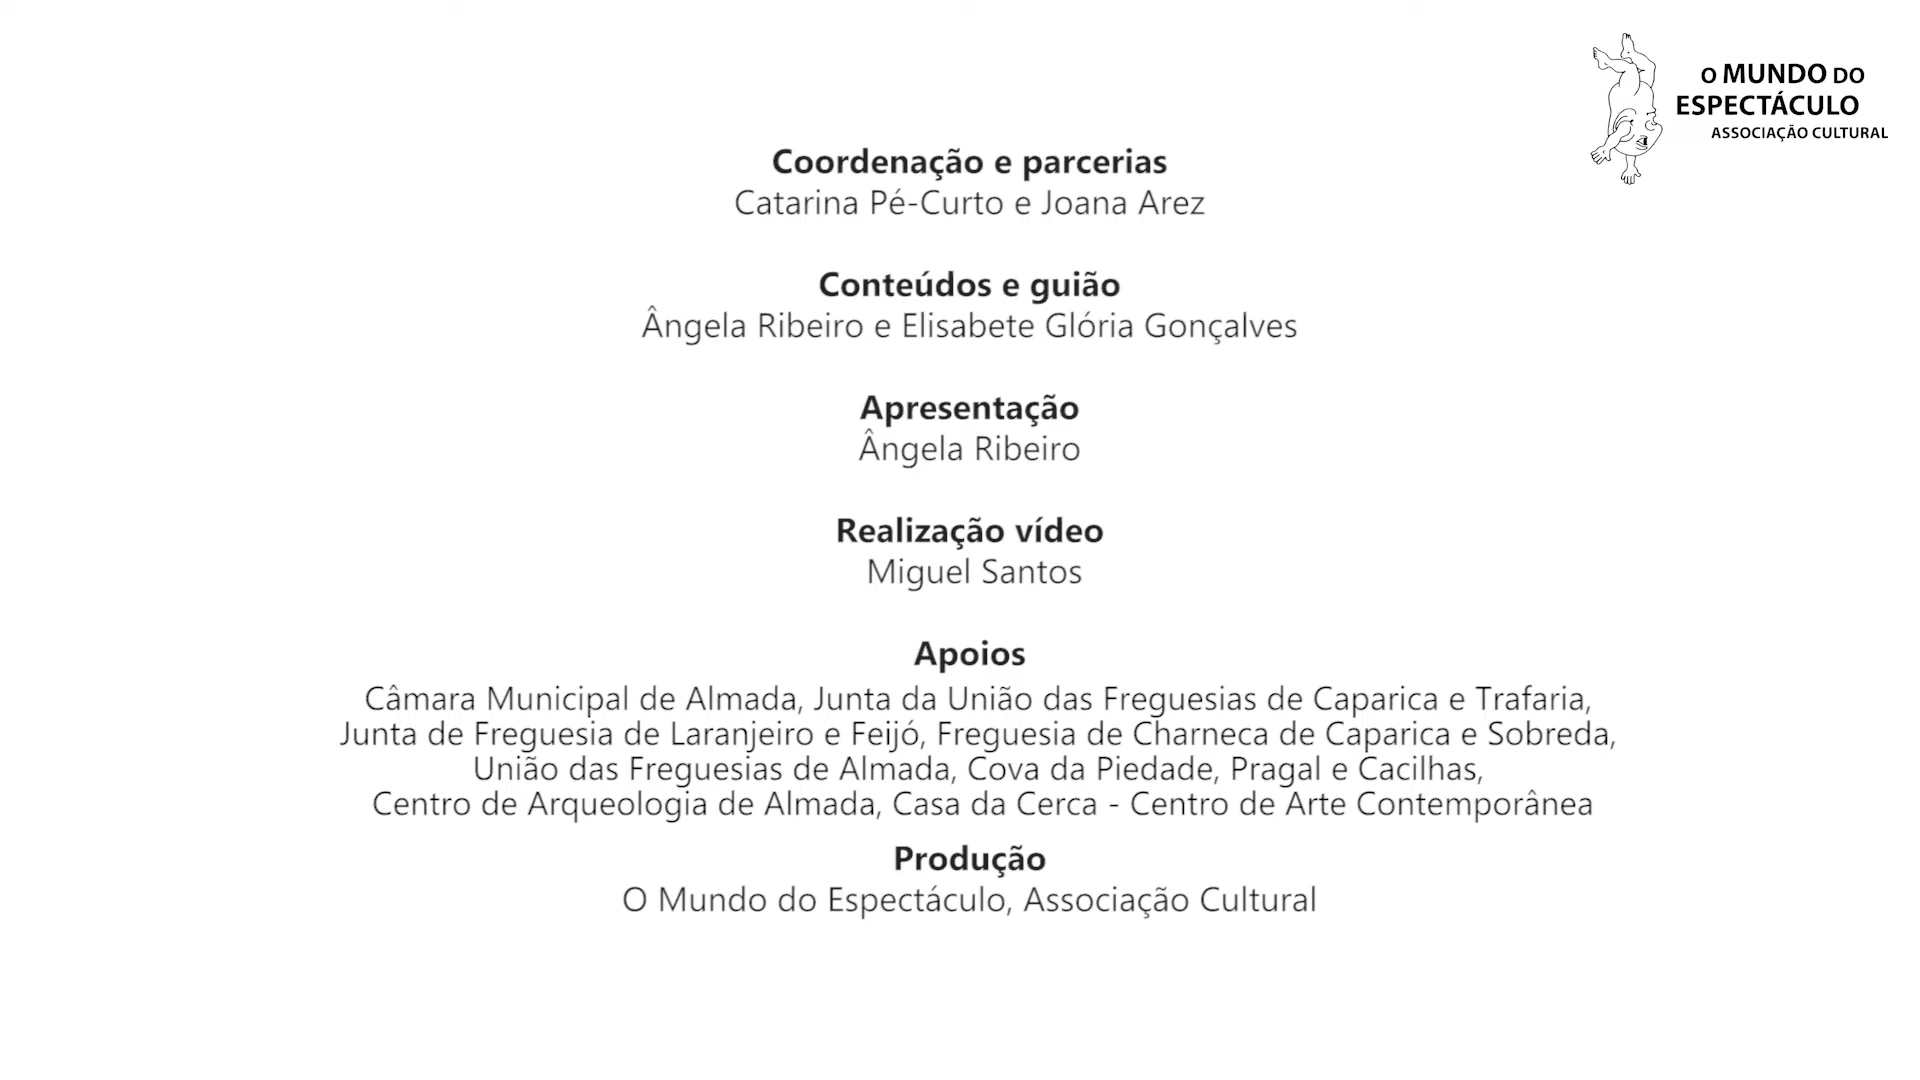 O MUNDO DO
ESPECTÁCULO
ASSOCIAÇÃO CULTURAL
Coordenação e parcerias
Catarina Pé-Curto e Joana Arez
Conteúdos e guião
Ângela Ribeiro e Elisabete Glória Gonçalves
Apresentação
Ângela Ribeiro
Realização vídeo
Miguel Santos
Apoios
Câmara Municipal de Almada, Junta da União das Freguesias de Caparica e Trafaria,
Junta de Freguesia de Laranjeiro e Feijó, Freguesia de Charneca de Caparica e Sobreda,
União das Freguesias de Almada, Cova da Piedade, Pragal e Cacilhas,
Centro de Arqueologia de Almada, Casa da Cerca - Centro de Arte Contemporânea
Produção
O Mundo do Espectáculo, Associação Cultural